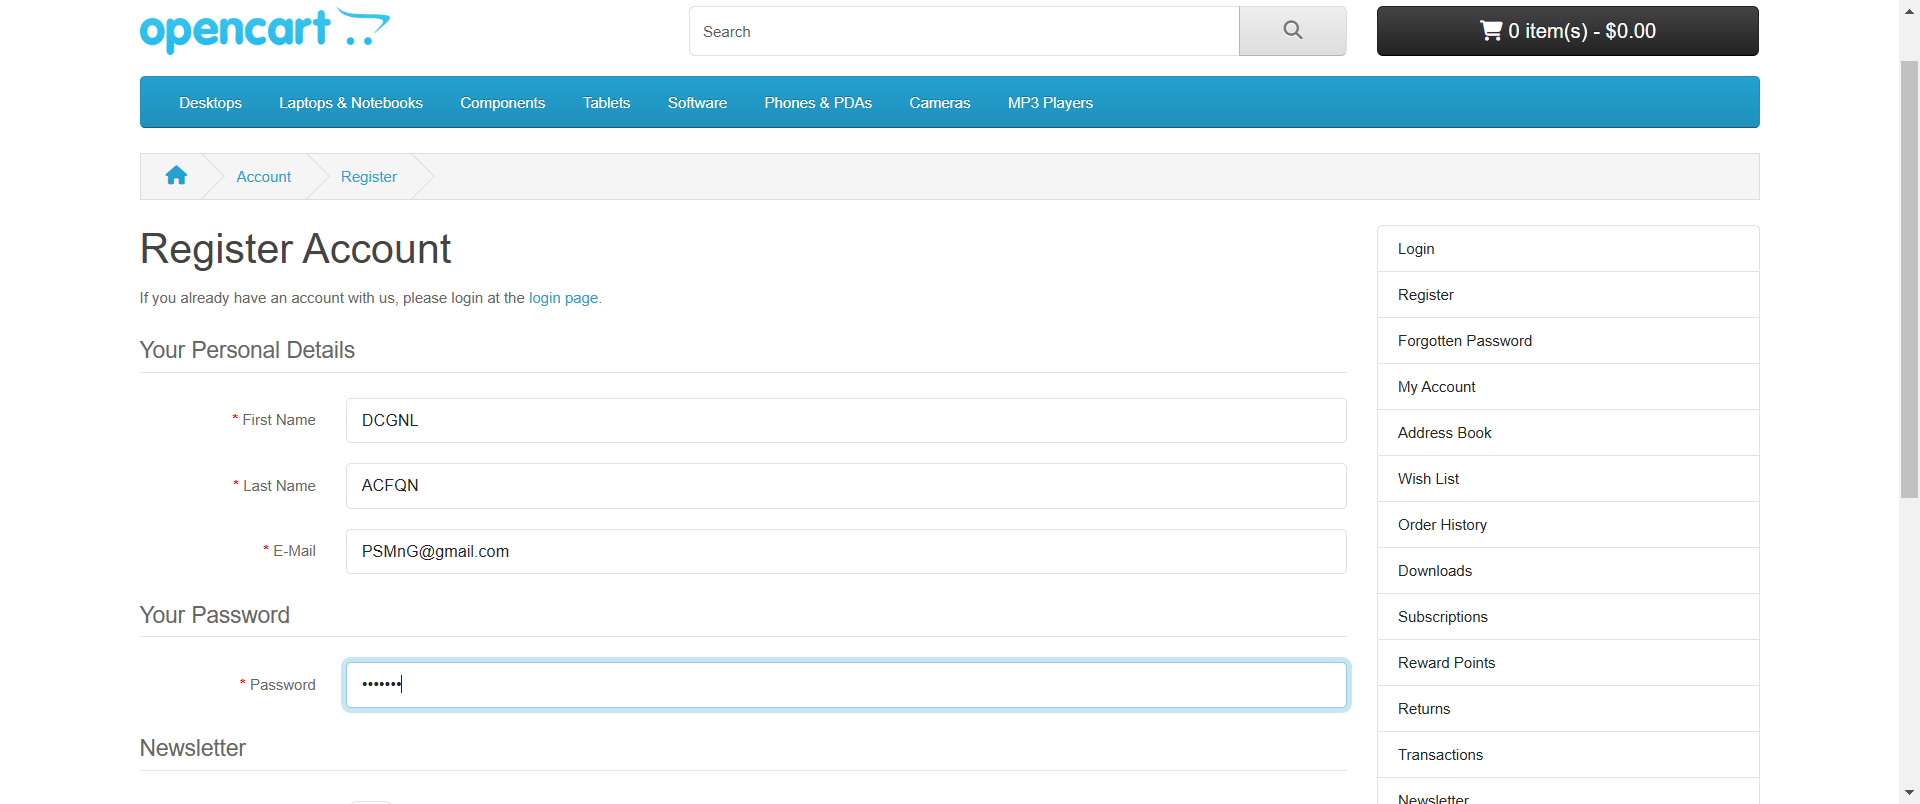 opencart
Search
0 item(s) - $0.00
Desktops Laptops & Notebooks Components Tablets Software Phones & PDAs Cameras MP3 Players
Account Register
Register Account
If you already have an account with us, please login at the login page.
Your Personal Details
* First Name DCGNL
* Last Name ACFQN
* E-Mail PSMnG@gmail.com
Your Password
* Password •••••••
Newsletter
Login
Register
Forgotten Password
My Account
Address Book
Wish List
Order History
Downloads
Subscriptions
Reward Points
Returns
Transactions
Newsletter